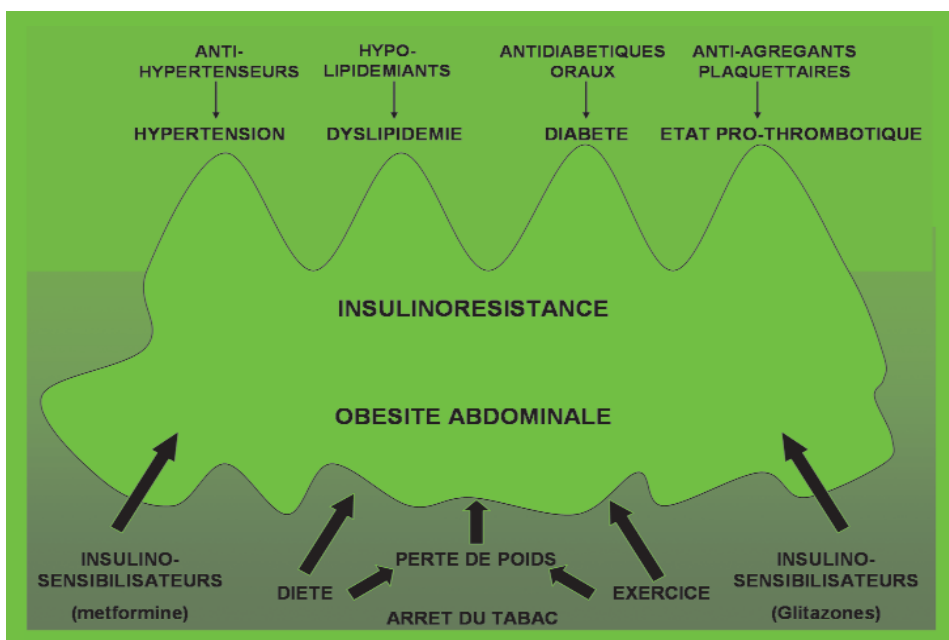 ANTI-
HYPERTENSEURS
HYPO-
LIPIDEMIANTS
ANTIDIABETIQUES
ORAUX
ANTI-AGREGANTS
PLAQUETTAIRES
HYPERTENSION
DYSLIPIDEMIE
DIABETE
ETAT PRO-THROMBOTIQUE
INSULINORESISTANCE
OBESITE ABDOMINALE
INSULINO-
SENSIBILISATEURS
(metformine)
DIETE
PERTE DE POIDS
ARRET DU TABAC
EXERCICE
INSULINO-
SENSIBILISATEURS
(Glitazones)